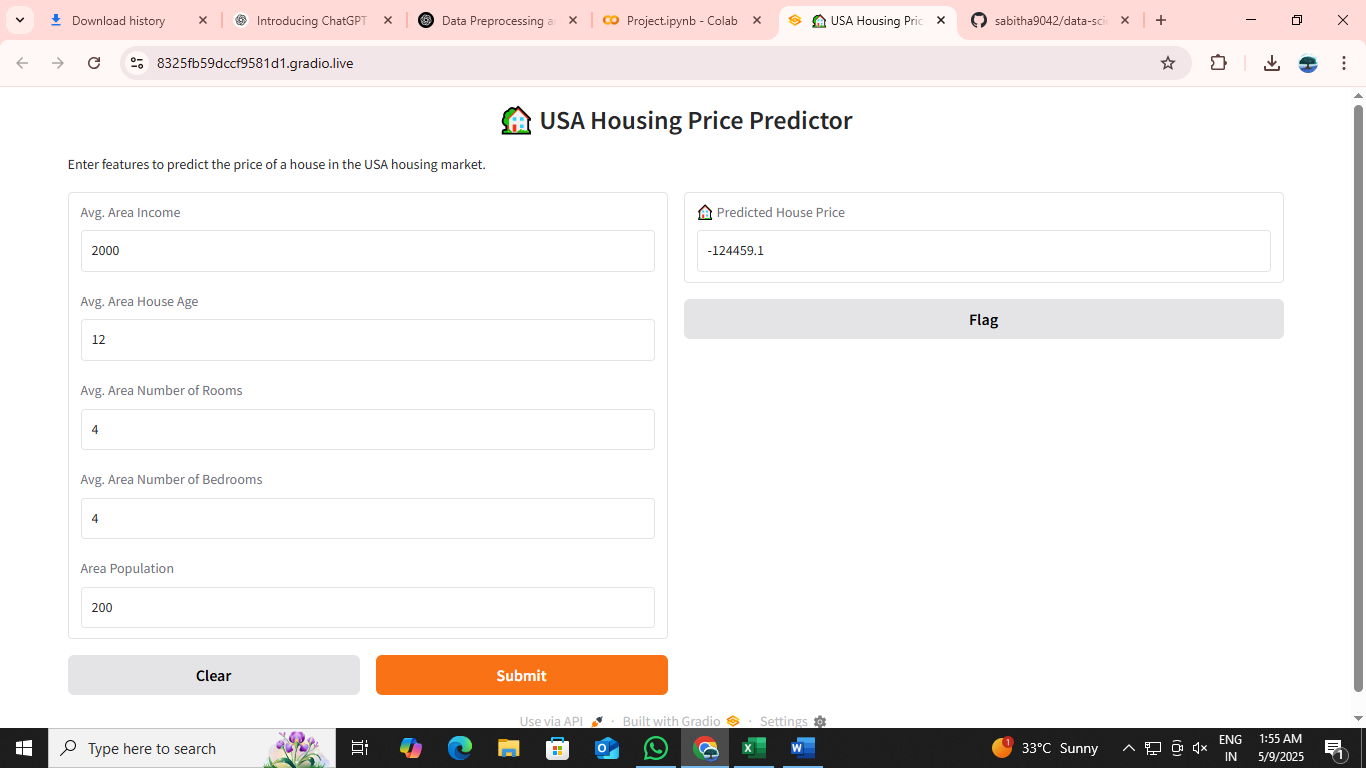 Download history
Introducing ChatGPT
Data Preprocessing a
Project.ipynb - Colab
USA Housing Pric
sabitha9042/data-sci
8325fb59dccf9581d1.gradio.live
USA Housing Price Predictor
Enter features to predict the price of a house in the USA housing market.
Avg. Area Income
2000
Avg. Area House Age
12
Avg. Area Number of Rooms
4
Avg. Area Number of Bedrooms
4
Area Population
200
Clear
Submit
Predicted House Price
-124459.1
Flag
Use via API · Built with Gradio · Settings
Type here to search
1
33°C Sunny
ENG
IN
1:55 AM
5/9/2025
1